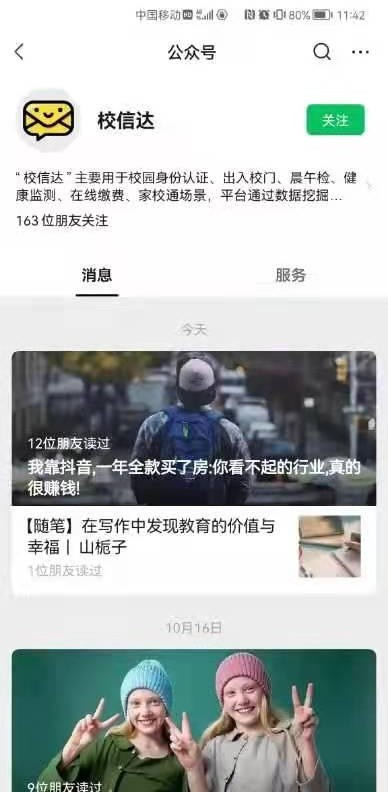 中国移动 HD 4G 80% 11:42
公众号
校信达
关注
“校信达”主要用于校园身份认证、出入校门、晨午检、健
康监测、在线缴费、家校通场景，平台通过数据挖掘...
163 位朋友关注
消息
服务
今天
12位朋友读过
我靠抖音,一年全款买了房:你看不起的行业,真的
很赚钱!
【随笔】在写作中发现教育的价值与
幸福 | 山栀子
1位朋友读过
10月16日
9位朋友读过